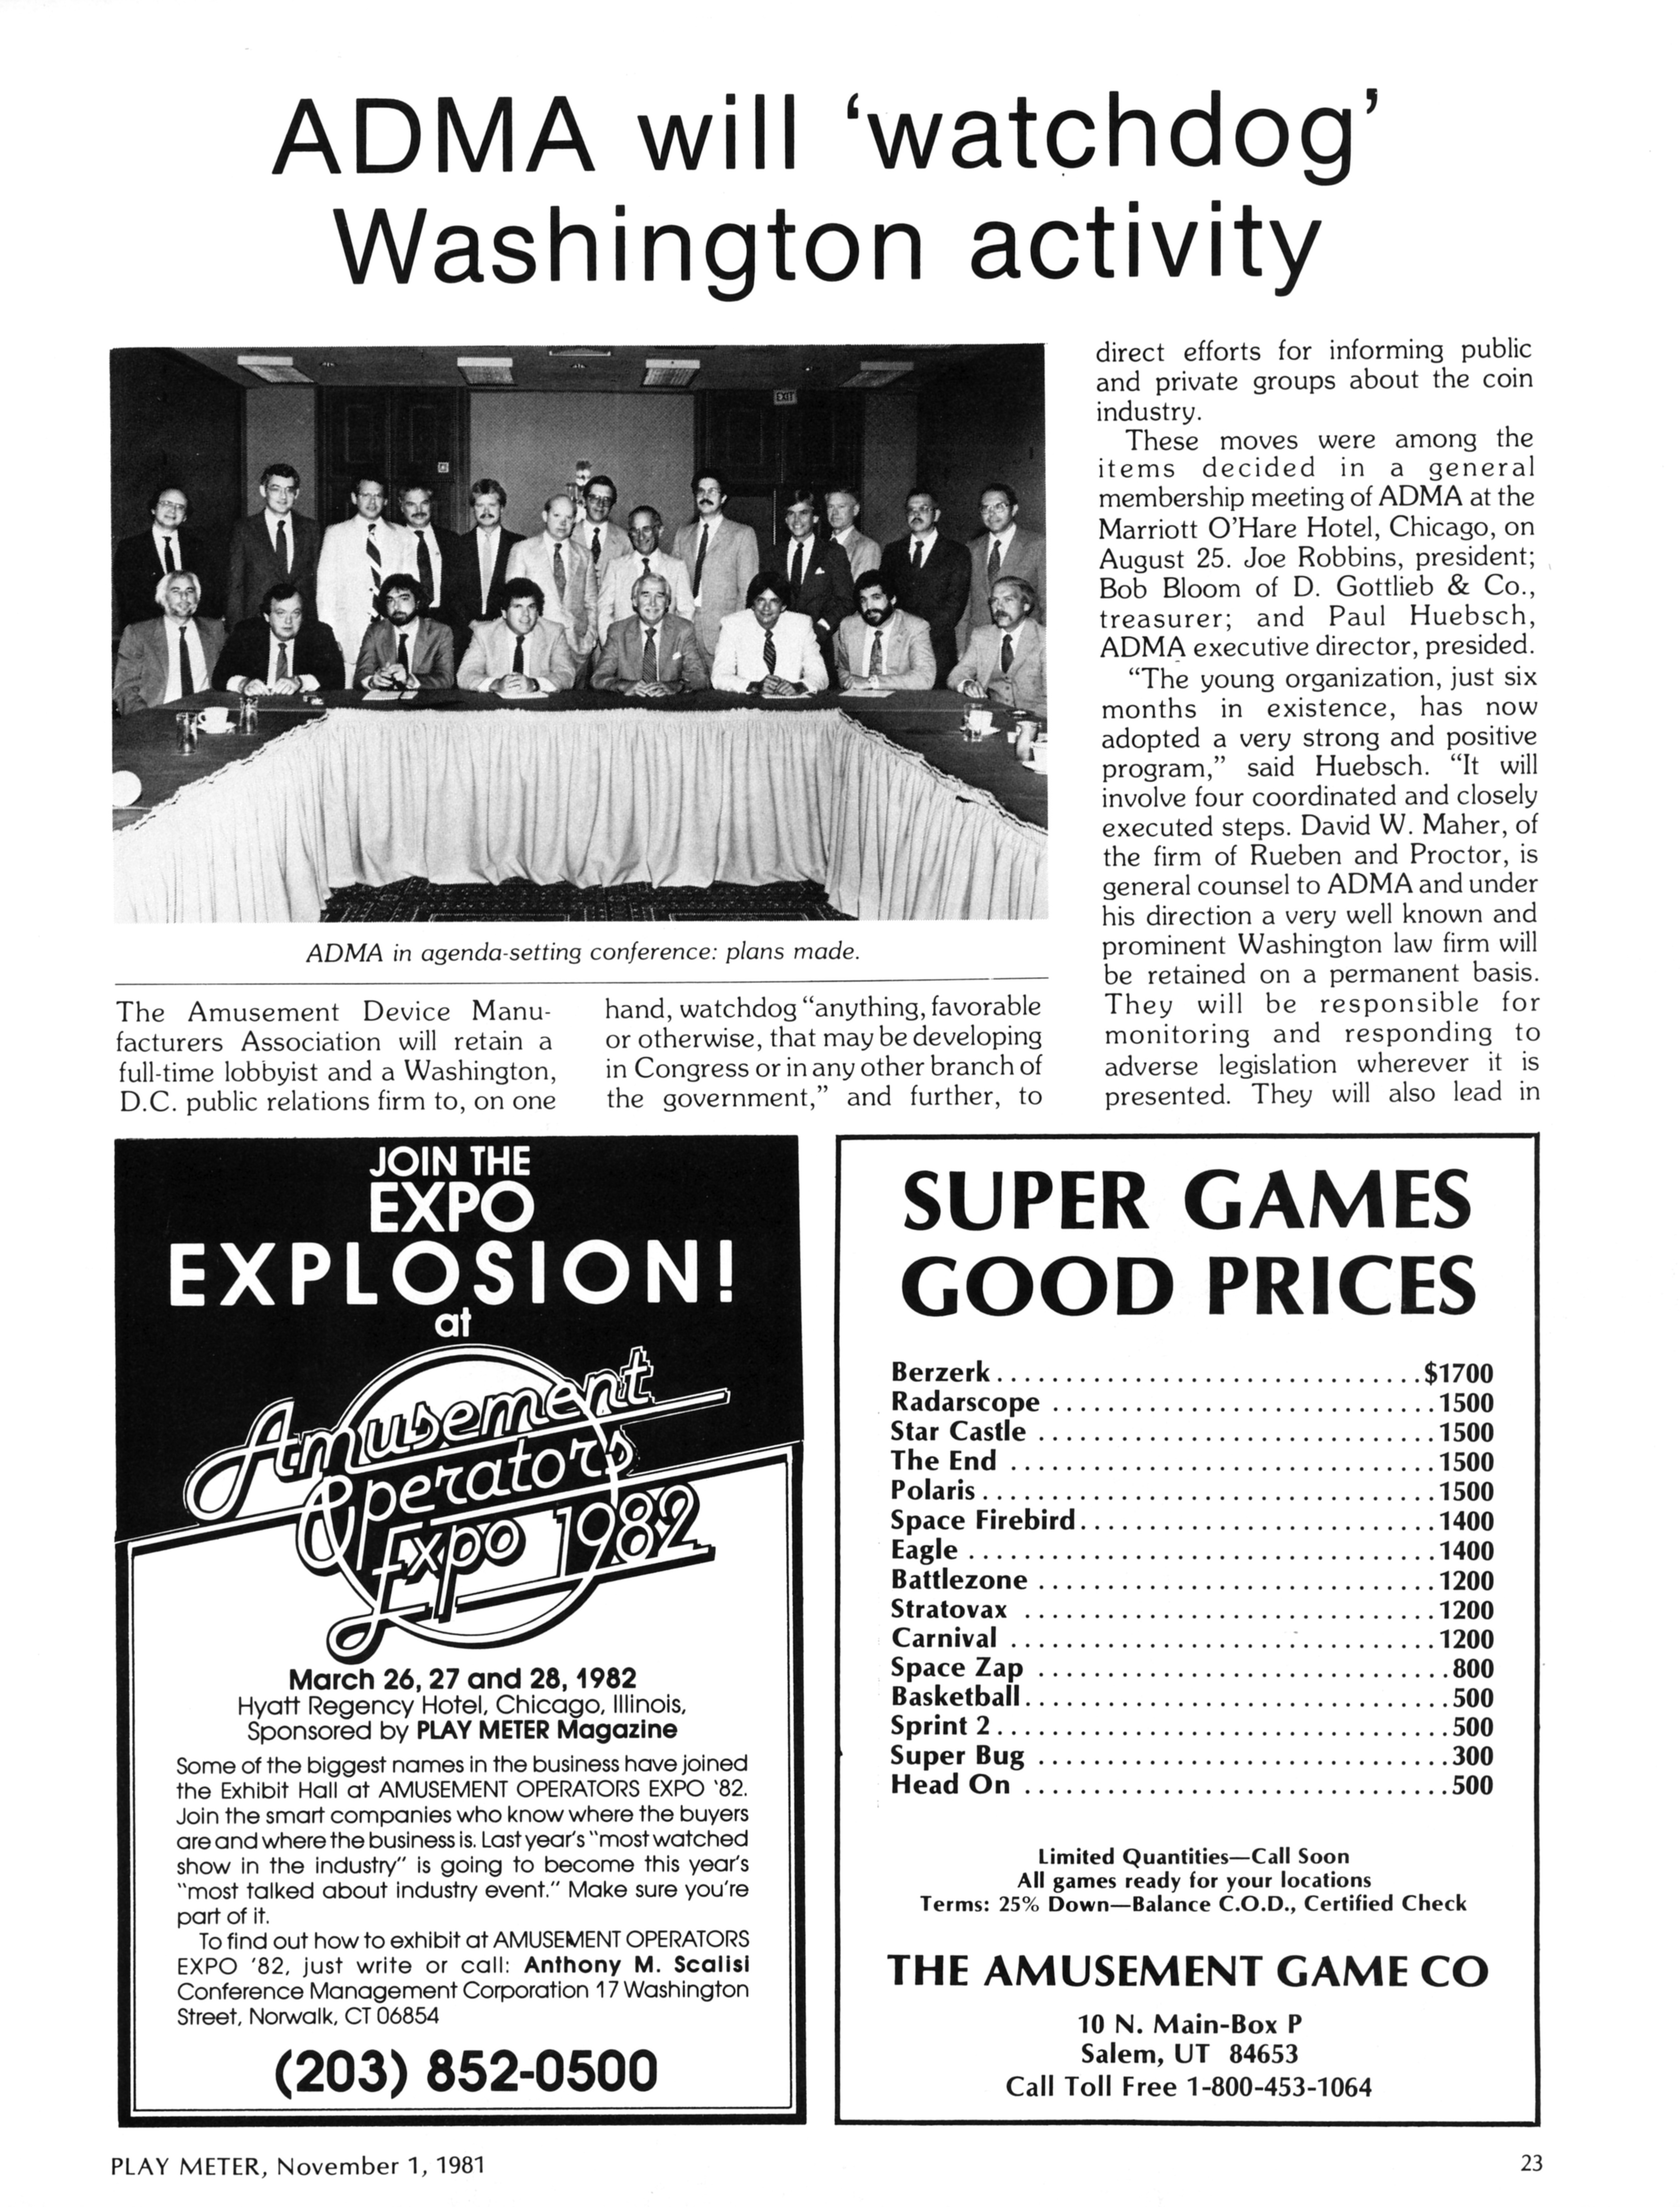 ADMA will ‘watchdog’
Washington activity
EXIT
ADMA in agenda-setting conference: plans made.
The Amusement Device Manu-
facturers Association will retain a
full-time lobbyist and a Washington,
D.C. public relations firm to, on one
hand, watchdog “anything, favorable
or otherwise, that may be developing
in Congress or in any other branch of
the government,” and further, to
direct efforts for informing public
and private groups about the coin
industry.
These moves were among the
items decided in a general
membership meeting of ADMA at the
Marriott O’Hare Hotel, Chicago, on
August 25. Joe Robbins, president;
Bob Bloom of D. Gottlieb & Co.,
treasurer; and Paul Huebsch,
ADMA executive director, presided.
“The young organization, just six
months in existence, has now
adopted a very strong and positive
program,” said Huebsch. “It will
involve four coordinated and closely
executed steps. David W. Maher, of
the firm of Rueben and Proctor, is
general counsel to ADMA and under
his direction a very well known and
prominent Washington law firm will
be retained on a permanent basis.
They will be responsible for
monitoring and responding to
adverse legislation wherever it is
presented. They will also lead in
JOIN THE
EXPO
EXPLOSION!
at
Amusement
Operators
Expo 1982
March 26, 27 and 28, 1982
Hyatt Regency Hotel, Chicago, Illinois,
Sponsored by PLAY METER Magazine
Some of the biggest names in the business have joined
the Exhibit Hall at AMUSEMENT OPERATORS EXPO ‘82.
Join the smart companies who know where the buyers
are and where the business is. Last year’s “most watched
show in the industry” is going to become this year’s
“most talked about industry event.” Make sure you’re
part of it.
To find out how to exhibit at AMUSEMENT OPERATORS
EXPO ‘82, just write or call: Anthony M. Scalisi
Conference Management Corporation 17 Washington
Street, Norwalk, CT 06854
(203) 852-0500
SUPER GAMES
GOOD PRICES
Berzerk...............................$1700
Radarscope ............................1500
Star Castle .............................1500
The End ...............................1500
Polaris.................................1500
Space Firebird..........................1400
Eagle ..................................1400
Battlezone .............................1200
Stratovax ..............................1200
Carnival ...............................1200
Space Zap ..............................800
Basketball...............................500
Sprint 2.................................500
Super Bug ..............................300
Head On ...............................500
Limited Quantities—Call Soon
All games ready for your locations
Terms: 25% Down—Balance C.O.D., Certified Check
THE AMUSEMENT GAME CO
10 N. Main-Box P
Salem, UT 84653
Call Toll Free 1-800-453-1064
PLAY METER, November 1, 1981
23